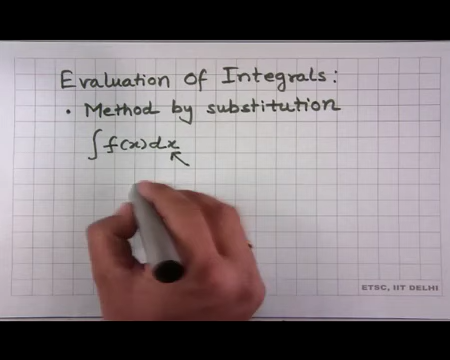 Evaluation of Integrals:
• Method by substitution
∫f(x)dx
ETSC, IIT DELHI